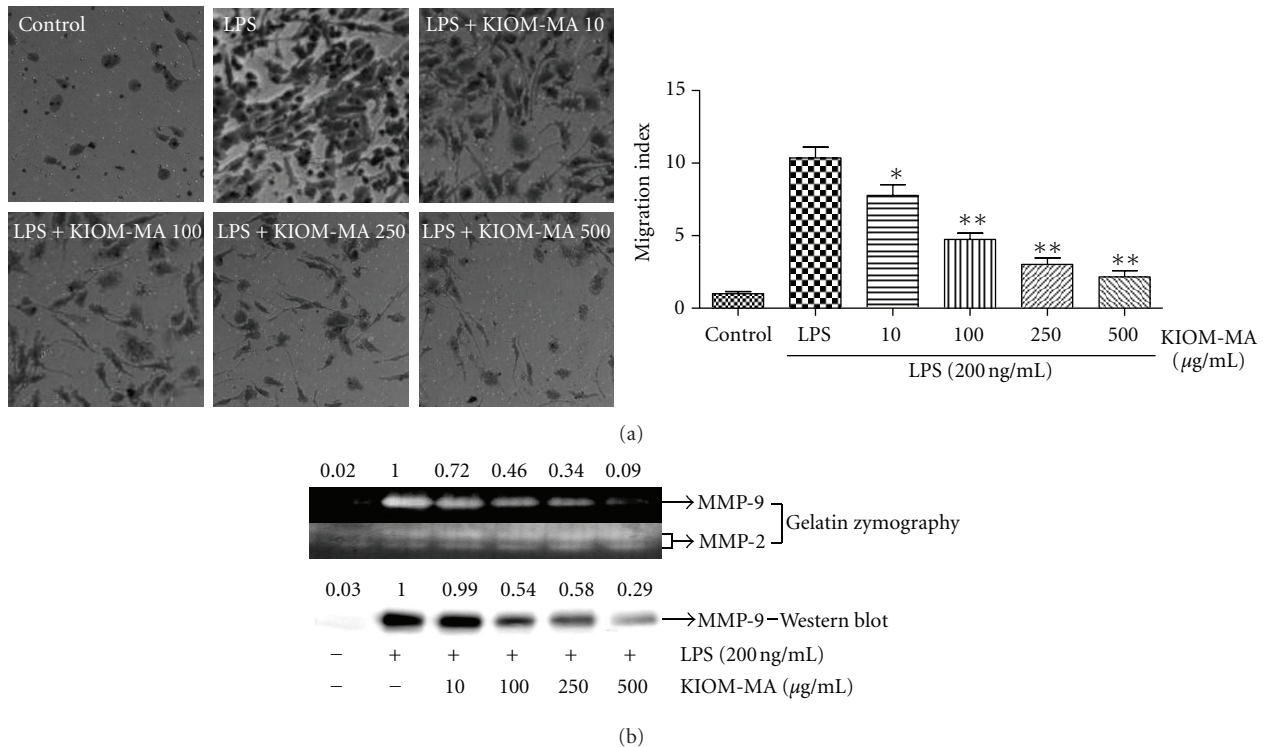 Control
LPS
LPS + KIOM-MA 10
LPS + KIOM-MA 100
LPS + KIOM-MA 250
LPS + KIOM-MA 500
Migration index
15
10
5
0
*
**
**
**
Control LPS 10 100 250 500 KIOM-MA
(μg/mL)
LPS (200 ng/mL)
(a)
0.02 1 0.72 0.46 0.34 0.09
MMP-9
Gelatin zymography
MMP-2
0.03 1 0.99 0.54 0.58 0.29
MMP-9 Western blot
− + + + + + LPS (200 ng/mL)
− − 10 100 250 500 KIOM-MA (μg/mL)
(b)